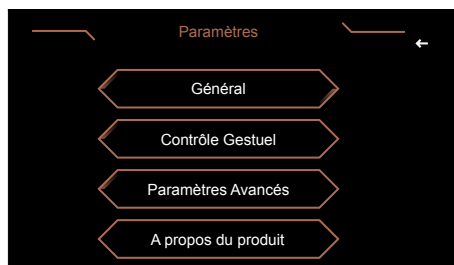 Paramètres
Général
Contrôle Gestuel
Paramètres Avancés
A propos du produit